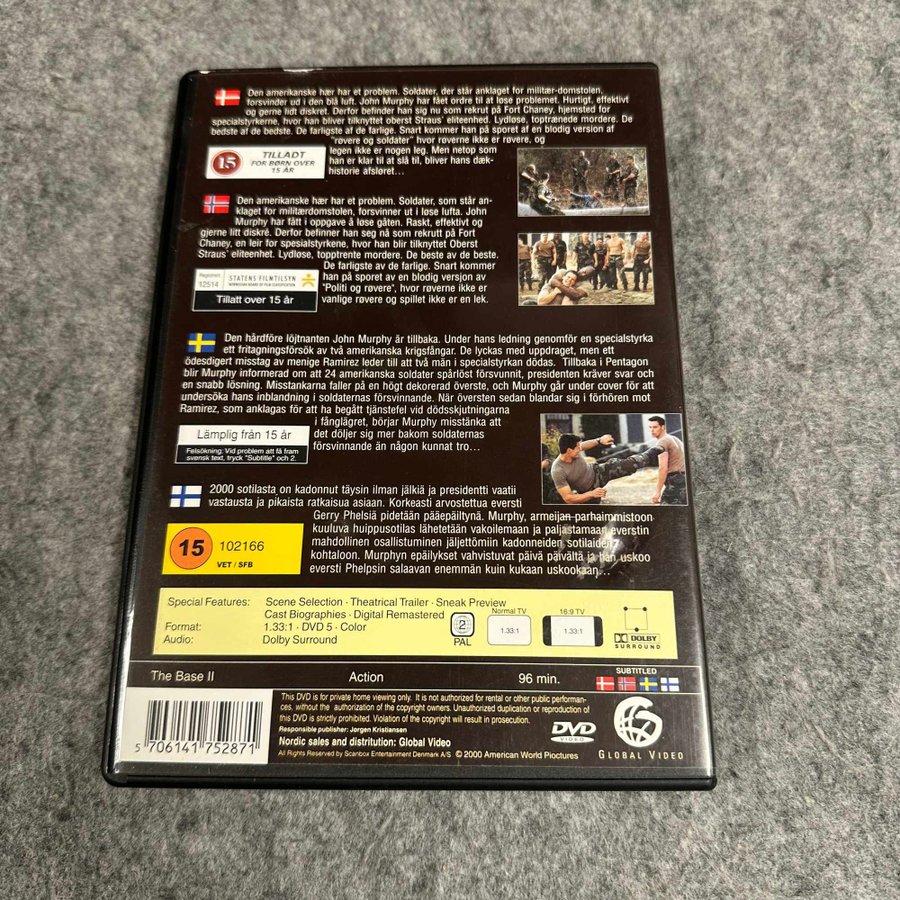 Den amerikanske hær har et problem. Soldater, der står anklaget for militær-domstolen,
forsvinder ud i den blå luft. John Murphy har fået ordre til at løse problemet. Hurtigt, effektivt
og gerne lidt diskret. Derfor befinder han sig nu som rekrut på Fort Chaney, hjemsted for
specialstyrkerne, hvor han bliver tilknyttet oberst Straus' eliteenhed. Lydløse, toptrænede mordere. De
bedste af de bedste. De farligste af de farlige. Snart kommer han på sporet af en blodig version af
"røvere og soldater" hvor røverne ikke er røvere, og
legen ikke er nogen leg. Men netop som
han er klar til at slå til, bliver hans dæk-
historie afsløret...
15
TILLADT
FOR BØRN OVER
15 ÅR
Den amerikanske hær har et problem. Soldater, som står an-
klaget for militærdomstolen, forsvinner ut i løse lufta. John
Murphy har fått i oppgave å løse gåten. Raskt, effektivt og
gjerne litt diskré. Derfor befinner han seg nå som rekrutt på Fort
Chaney, en leir for spesialstyrkene, hvor han blir tilknyttet Oberst
Straus' eliteenhet. Lydløse, topptrente mordere. De beste av de beste.
De farligste av de farlige. Snart kommer
han på sporet av en blodig versjon av
"Politi og røvere", hvor røverne ikke er
vanlige røvere og spillet ikke er en lek.
Registrert
12514
STATENS FILMTILSYN
NORWEGIAN BOARD OF FILM CLASSIFICATION
Tillatt over 15 år
Den hårdföre löjtnanten John Murphy är tillbaka. Under hans ledning genomför en specialstyrka
ett fritagningsförsök av två amerikanska krigsfångar. De lyckas med uppdraget, men ett
ödesdigert misstag av menige Ramirez leder till att två män i specialstyrkan dödas. Tillbaka i Pentagon
blir Murphy informerad om att 24 amerikanska soldater spårlöst försvunnit, presidenten kräver svar och
en snabb lösning. Misstankarna faller på en högt dekorerad överste, och Murphy går under cover för att
undersöka hans inblandning i soldaternas försvinnande. När översten sedan blandar sig i förhören mot
Ramirez, som anklagas för att ha begått tjänstefel vid dödsskjutningarna
i fånglägret, börjar Murphy misstänka att
det döljer sig mer bakom soldaternas
försvinnande än någon kunnat tro...
Lämplig från 15 år
Felsökning: Vid problem att få fram
svensk text, tryck "Subtitle" och 2.
2000 sotilasta on kadonnut täysin ilman jälkiä ja presidentti vaatii
vastausta ja pikaista ratkaisua asiaan. Korkeasti arvostettua eversti
Gerry Phelsiä pidetään pääepäiltynä. Murphy, armeijan parhaimmistoon
kuuluva huippusotilas lähetetään vakoilemaan ja paljastamaan everstin
mahdollinen osallistuminen jäljettömiin kadonneiden sotilaiden
kohtaloon. Murphyn epäilykset vahvistuvat päivä päivältä ja hän uskoo
eversti Phelpsin salaavan enemmän kuin kukaan uskookaan...
15
102166
VET / SFB
Special Features: Scene Selection · Theatrical Trailer · Sneak Preview
Cast Biographies · Digital Remastered
Format: 1.33:1 · DVD 5 · Color
Audio: Dolby Surround
2
PAL
Normal TV
1.33:1
16:9 TV
1.33:1
DOLBY
SURROUND
The Base II Action 96 min.
SUBTITLED
5 706141 752871
This DVD is for private home viewing only. It is not authorized for rental or other public performan-
ces. without the authorization of the copyright owners. Unauthorized duplication or reproduction of
this DVD is strictly prohibited. Violation of the copyright will result in prosecution.
Responsible publisher: Jørgen Kristiansen
Nordic sales and distritution: Global Video
All Rights Reserved by Scanbox Entertainment Denmark A/S © 2000 American World Pioctures
DVD
VIDEO
GLOBAL VIDEO